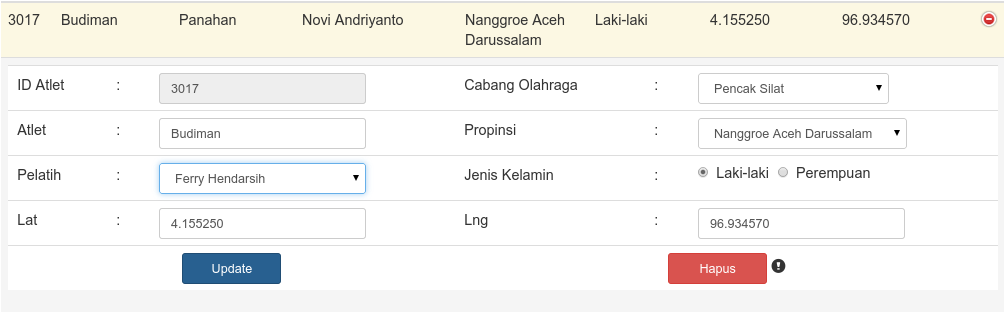 3017 Budiman Panahan Novi Andriyanto Nanggroe Aceh Laki-laki 4.155250 96.934570
Darussalam
ID Atlet : 3017 Cabang Olahraga : Pencak Silat
Atlet : Budiman Propinsi : Nanggroe Aceh Darussalam
Pelatih : Ferry Hendarsih Jenis Kelamin : Laki-laki Perempuan
Lat : 4.155250 Lng : 96.934570
Update Hapus